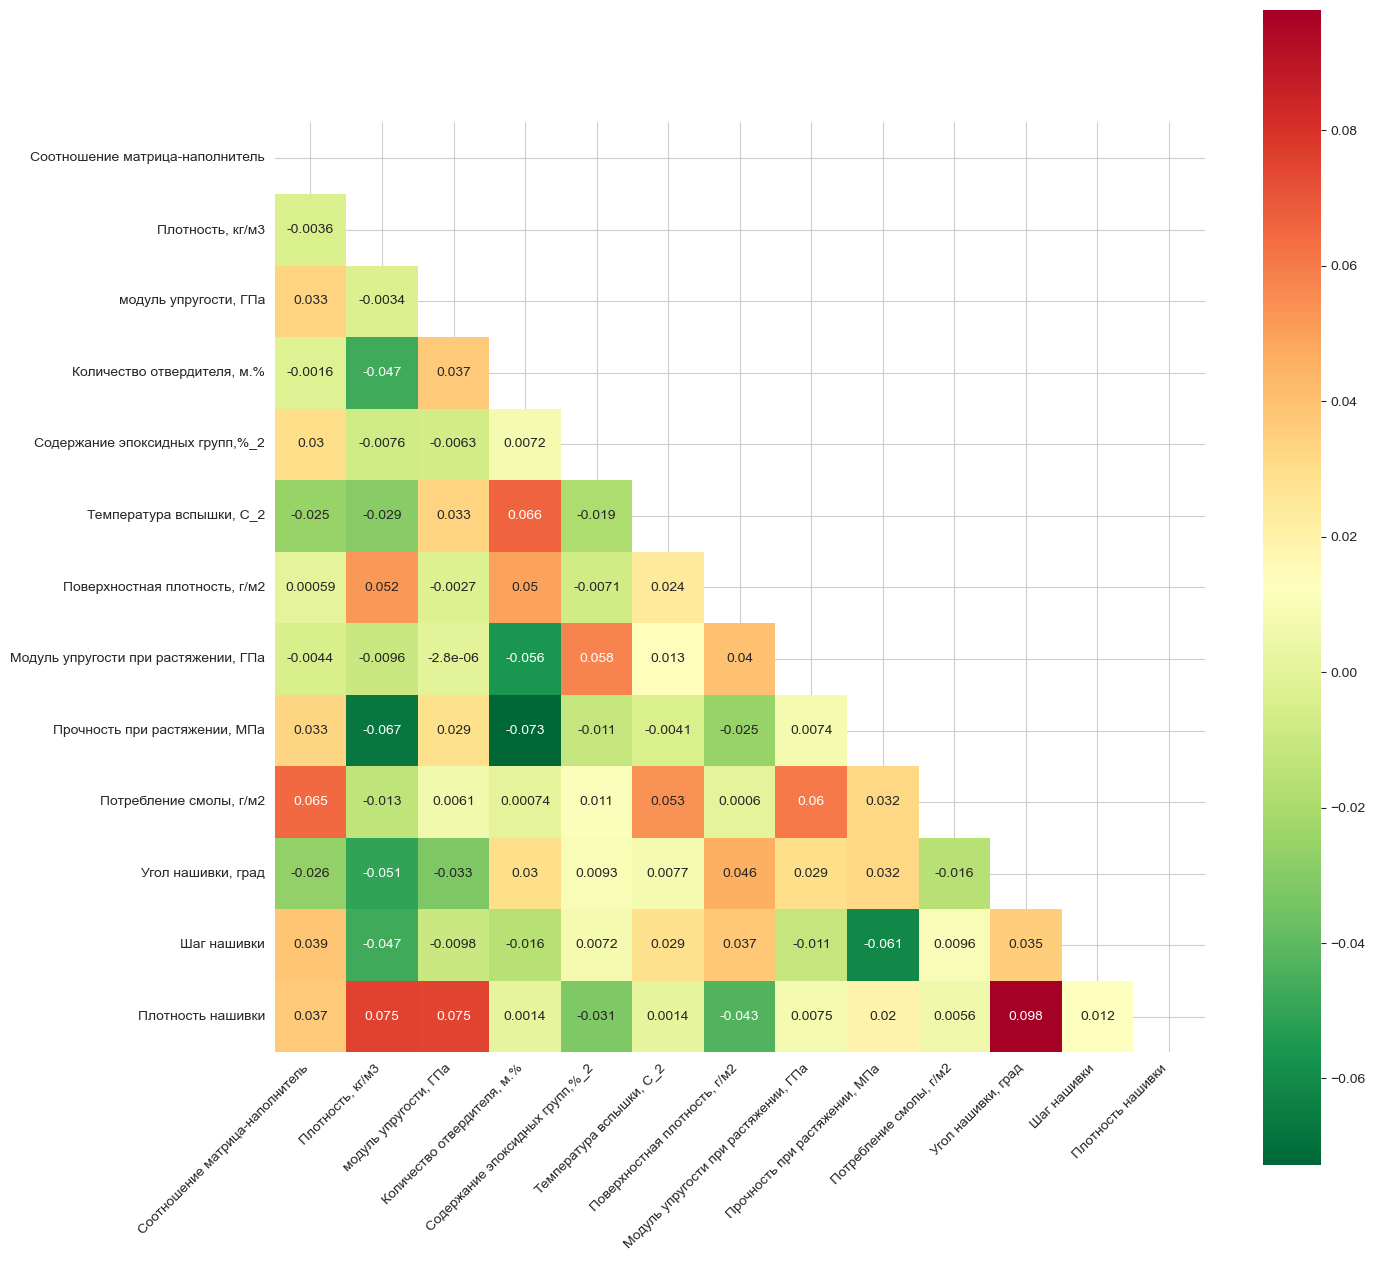 0.08
Соотношение матрица-наполнитель
Плотность, кг/м3 -0.0036
0.06
модуль упругости, ГПа 0.033 -0.0034
Количество отвердителя, м.% -0.0016 -0.047 0.037
0.04
Содержание эпоксидных групп,%_2 0.03 -0.0076 -0.0063 0.0072
Температура вспышки, С_2 -0.025 -0.029 0.033 0.066 -0.019
0.02
Поверхностная плотность, г/м2 0.00059 0.052 -0.0027 0.05 -0.0071 0.024
Модуль упругости при растяжении, ГПа -0.0044 -0.0096 -2.8e-06 -0.056 0.058 0.013 0.04
0.00
Прочность при растяжении, МПа 0.033 -0.067 0.029 -0.073 -0.011 -0.0041 -0.025 0.0074
Потребление смолы, г/м2 0.065 -0.013 0.0061 0.00074 0.011 0.053 0.0006 0.06 0.032
−0.02
Угол нашивки, град -0.026 -0.051 -0.033 0.03 0.0093 0.0077 0.046 0.029 0.032 -0.016
Шаг нашивки 0.039 -0.047 -0.0098 -0.016 0.0072 0.029 0.037 -0.011 -0.061 0.0096 0.035
−0.04
Плотность нашивки 0.037 0.075 0.075 0.0014 -0.031 0.0014 -0.043 0.0075 0.02 0.0056 0.098 0.012
−0.06
Соотношение матрица-наполнитель
Плотность, кг/м3
модуль упругости, ГПа
Количество отвердителя, м.%
Содержание эпоксидных групп,%_2
Температура вспышки, С_2
Поверхностная плотность, г/м2
Модуль упругости при растяжении, ГПа
Прочность при растяжении, МПа
Потребление смолы, г/м2
Угол нашивки, град
Шаг нашивки
Плотность нашивки